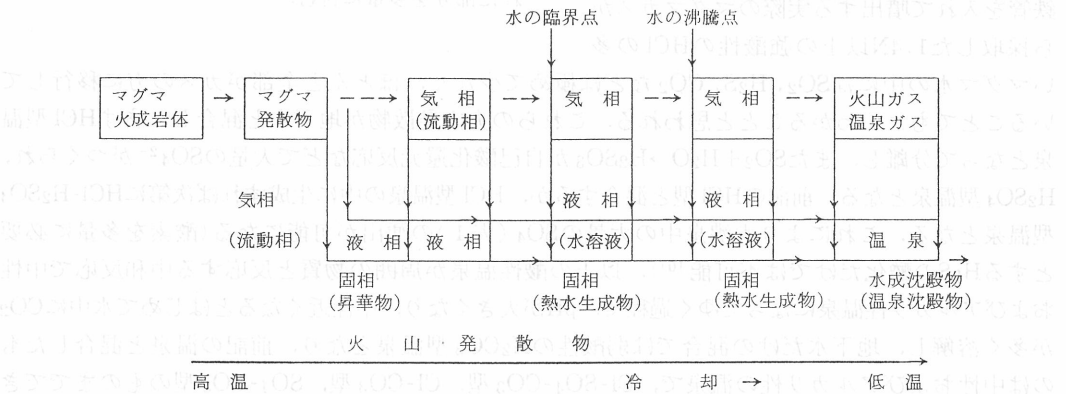 水の臨界点　水の沸騰点
マグマ
火成岩体
マグマ
発散物
気　相
(流動相)
気　相
気　相
火山ガス
温泉ガス
気相
(流動相)
液　相
液　相
液　相
(水溶液)
液　相
(水溶液)
温　泉
固相
(昇華物)
固相
(熱水生成物)
固相
(熱水生成物)
水成沈殿物
(温泉沈殿物)
火　山　発　散　物
高　温　冷　却　低　温